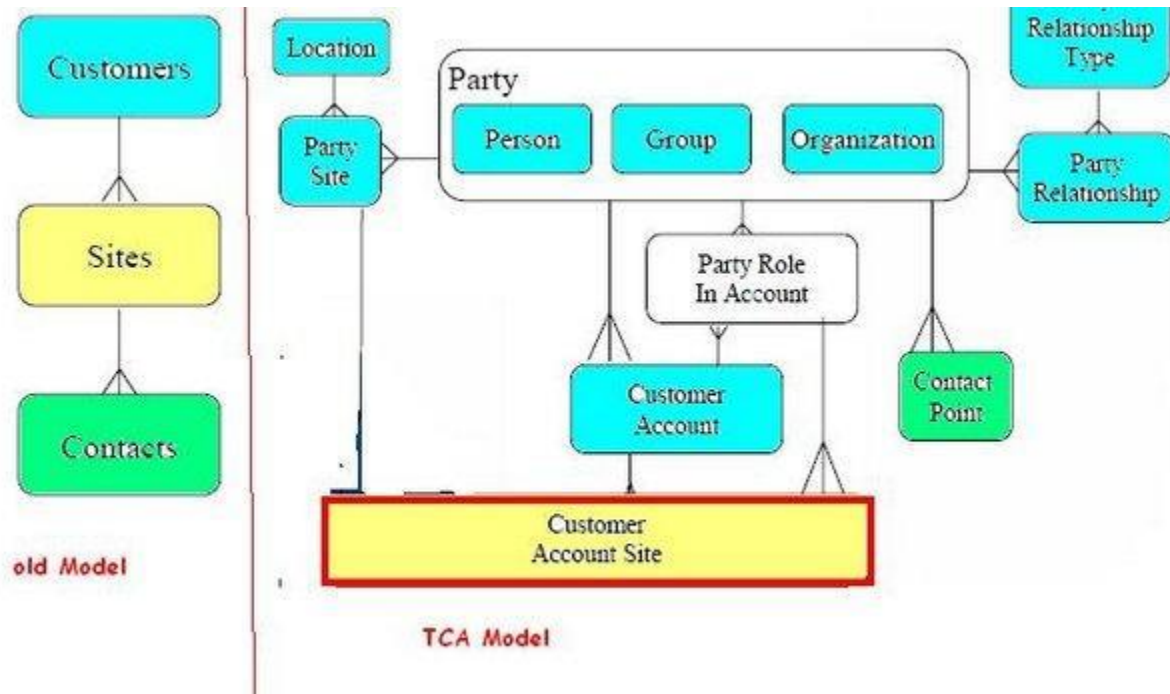 Customers
Sites
Contacts
old Model
Location
Party
Site
Party
Person
Group
Organization
Relationship
Type
Party
Relationship
Party Role
In Account
Customer
Account
Contact
Point
Customer
Account Site
TCA Model